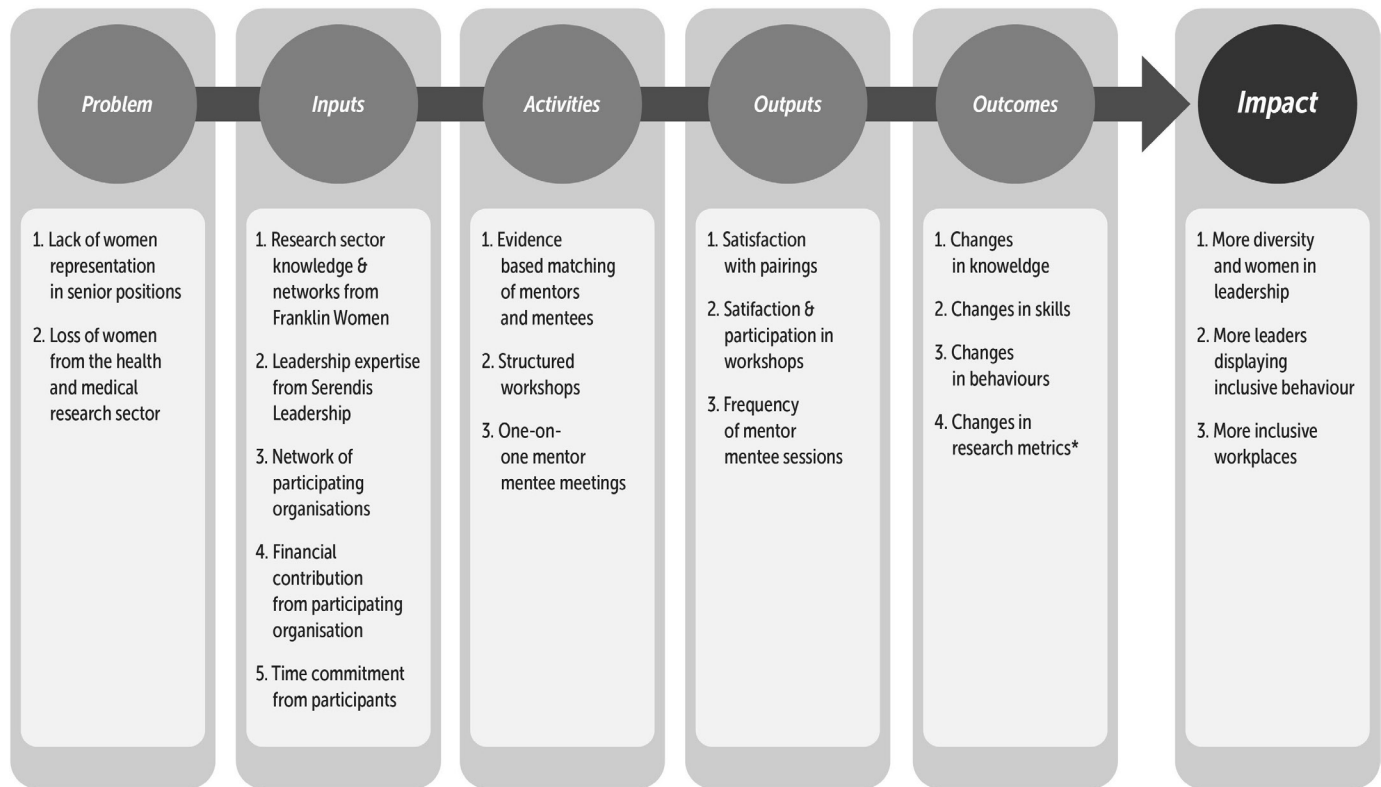 Problem
Inputs
Activities
Outputs
Outcomes
Impact
1. Lack of women
representation
in senior positions
2. Loss of women
from the health
and medical
research sector
1. Research sector
knowledge &
networks from
Franklin Women
2. Leadership expertise
from Serendis
Leadership
3. Network of
participating
organisations
4. Financial
contribution
from participating
organisation
5. Time commitment
from participants
1. Evidence
based matching
of mentors
and mentees
2. Structured
workshops
3. One-on-
one mentor
mentee meetings
1. Satisfaction
with pairings
2. Satifaction &
participation in
workshops
3. Frequency
of mentor
mentee sessions
1. Changes
in knoweldge
2. Changes in skills
3. Changes
in behaviours
4. Changes in
research metrics*
1. More diversity
and women in
leadership
2. More leaders
displaying
inclusive behaviour
3. More inclusive
workplaces